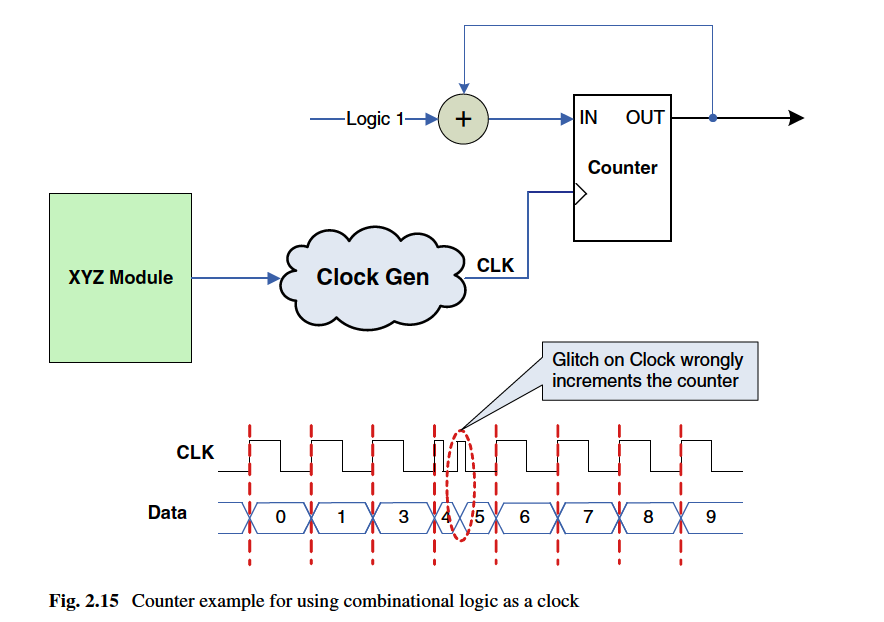 Logic 1
+
IN OUT
Counter
XYZ Module
Clock Gen
CLK
Glitch on Clock wrongly
increments the counter
CLK
Data
0 1 3 4 5 6 7 8 9
Fig. 2.15 Counter example for using combinational logic as a clock